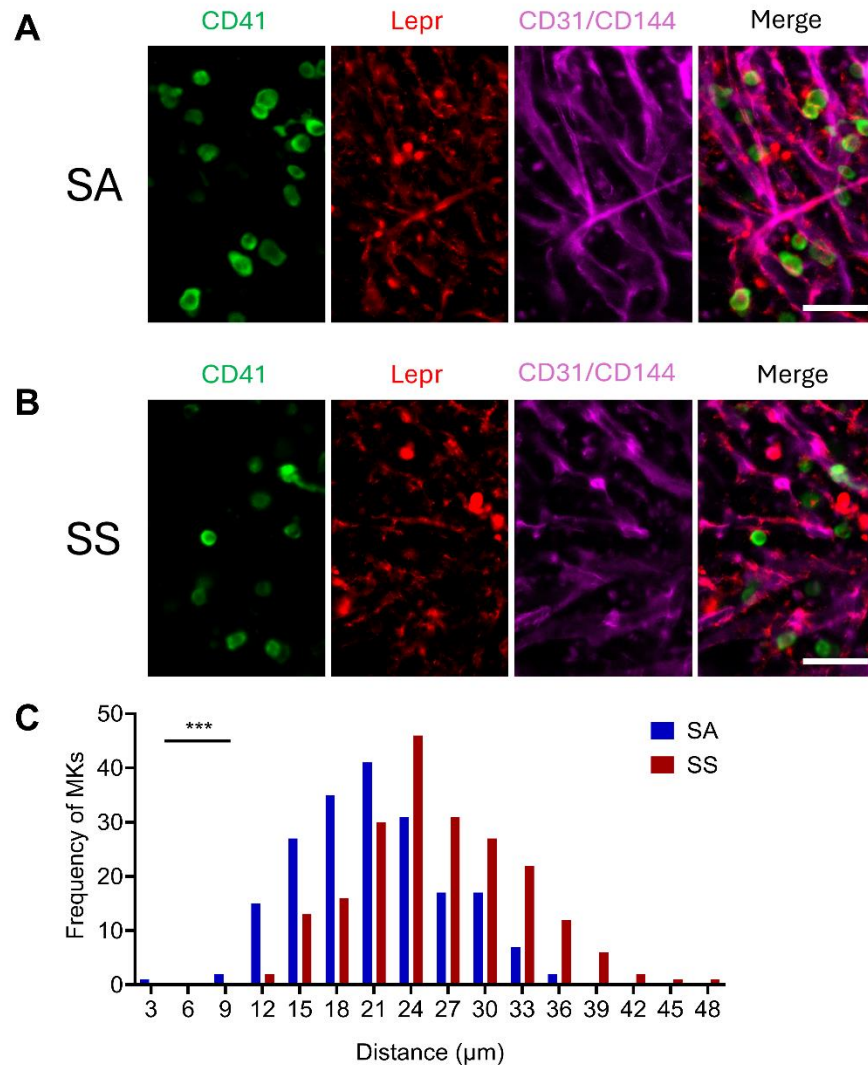 A
CD41 Lepr CD31/CD144 Merge
SA
B
CD41 Lepr CD31/CD144 Merge
SS
C
50
40
30
20
10
0
***
SA
SS
Frequency of MKs
3 6 9 12 15 18 21 24 27 30 33 36 39 42 45 48
Distance (µm)